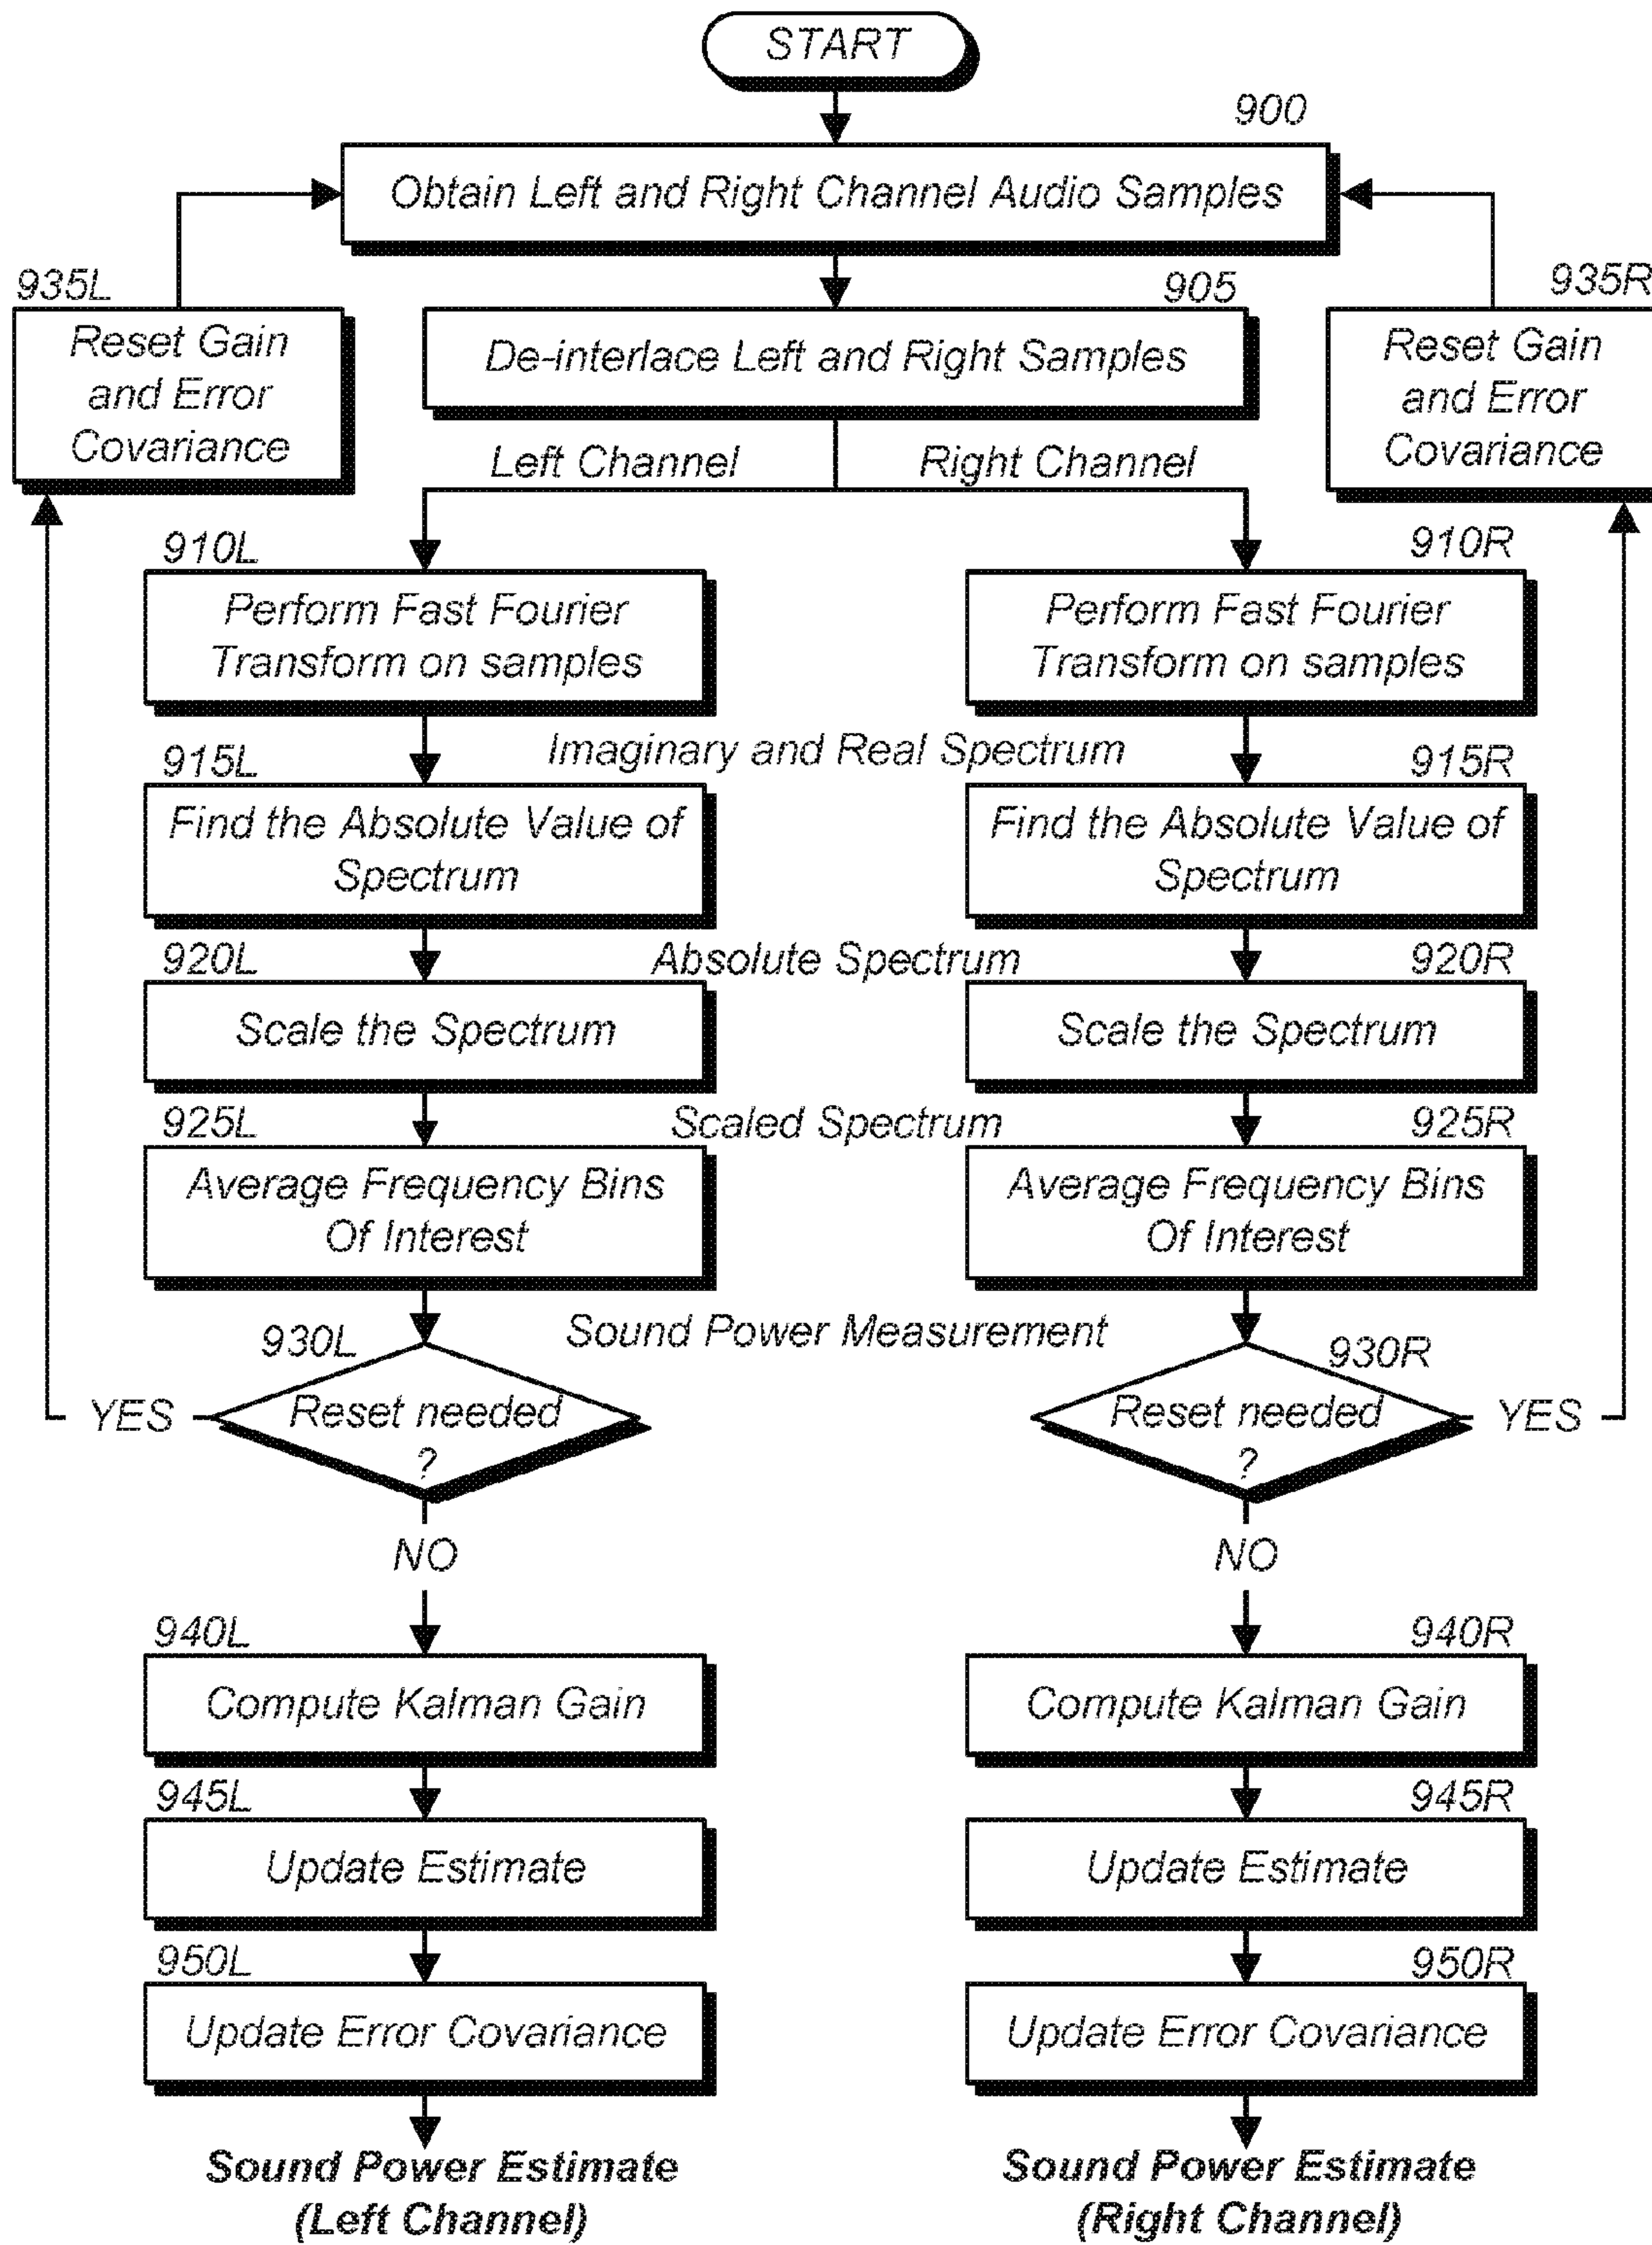 START
900
Obtain Left and Right Channel Audio Samples
935L
905
935R
Reset Gain
and Error
Covariance
De-interlace Left and Right Samples
Reset Gain
and Error
Covariance
Left Channel
Right Channel
910L
910R
Perform Fast Fourier
Transform on samples
Perform Fast Fourier
Transform on samples
Imaginary and Real Spectrum
915L
915R
Find the Absolute Value of
Spectrum
Find the Absolute Value of
Spectrum
920L
Absolute Spectrum
920R
Scale the Spectrum
Scale the Spectrum
925L
Scaled Spectrum
925R
Average Frequency Bins
Of Interest
Average Frequency Bins
Of Interest
930L
Sound Power Measurement
930R
YES
Reset needed
?
Reset needed
?
YES
NO
NO
940L
940R
Compute Kalman Gain
Compute Kalman Gain
945L
945R
Update Estimate
Update Estimate
950L
950R
Update Error Covariance
Update Error Covariance
Sound Power Estimate
(Left Channel)
Sound Power Estimate
(Right Channel)